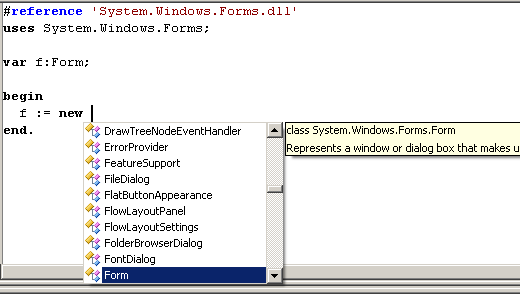 #reference 'System.Windows.Forms.dll'
uses System.Windows.Forms;
var f:Form;
begin
f := new
end.
DrawTreeNodeEventHandler
ErrorProvider
FeatureSupport
FileDialog
FlatButtonAppearance
FlowLayoutPanel
FlowLayoutSettings
FolderBrowserDialog
FontDialog
Form
class System.Windows.Forms.Form
Represents a window or dialog box that makes u